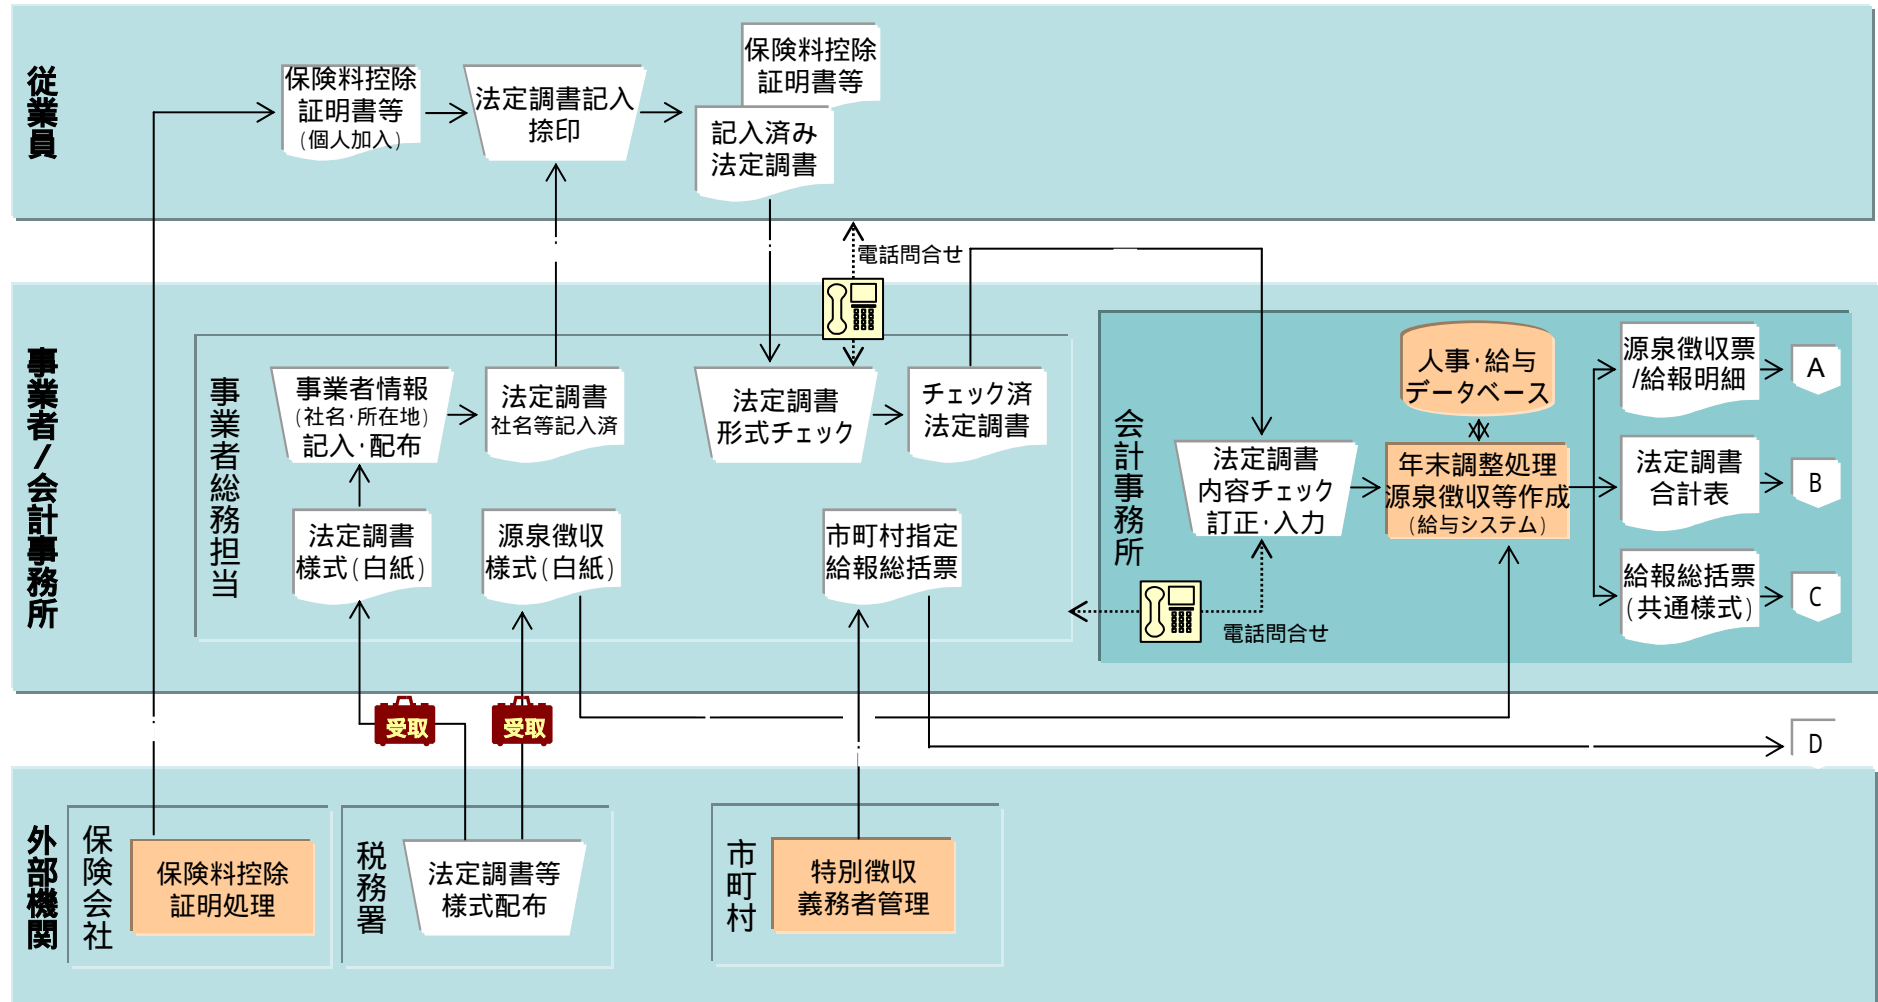 従業員
保険料控除
証明書等
(個人加入)
法定調書記入
捺印
保険料控除
証明書等
記入済み
法定調書
電話問合せ
事業者/会計事務所
事業者総務担当
事業者情報
(社名・所在地)
記入・配布
法定調書
社名等記入済
法定調書
形式チェック
チェック済
法定調書
法定調書
様式(白紙)
源泉徴収
様式(白紙)
市町村指定
給報総括票
会計事務所
法定調書
内容チェック
訂正・入力
電話問合せ
人事・給与
データベース
年末調整処理
源泉徴収等作成
(給与システム)
源泉徴収票
/給報明細
A
法定調書
合計表
B
給報総括票
(共通様式)
C
受取
受取
D
外部機関
保険会社
保険料控除
証明処理
税務署
法定調書等
様式配布
市町村
特別徴収
義務者管理